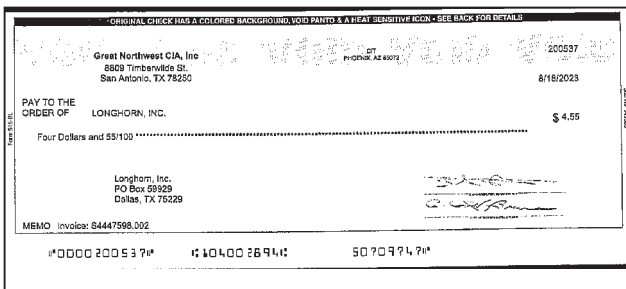 ORIGINAL CHECK HAS A COLORED BACKGROUND, VOID PANTO & A HEAT SENSITIVE ICON - SEE BACK FOR DETAILS
Great Northwest CIA, Inc
8809 Timberwilde St.
San Antonio, TX 78250
CIT
PHOENIX, AZ 85072
200537
8/18/2023
PAY TO THE
ORDER OF LONGHORN, INC.
$ 4.55
Four Dollars and 55/100 ****************
Longhorn, Inc.
PO Box 59929
Dallas, TX 75229
MEMO Invoice: S4447598.002
⑈0000200537⑈ ⑆104002894⑆ 50709747⑈